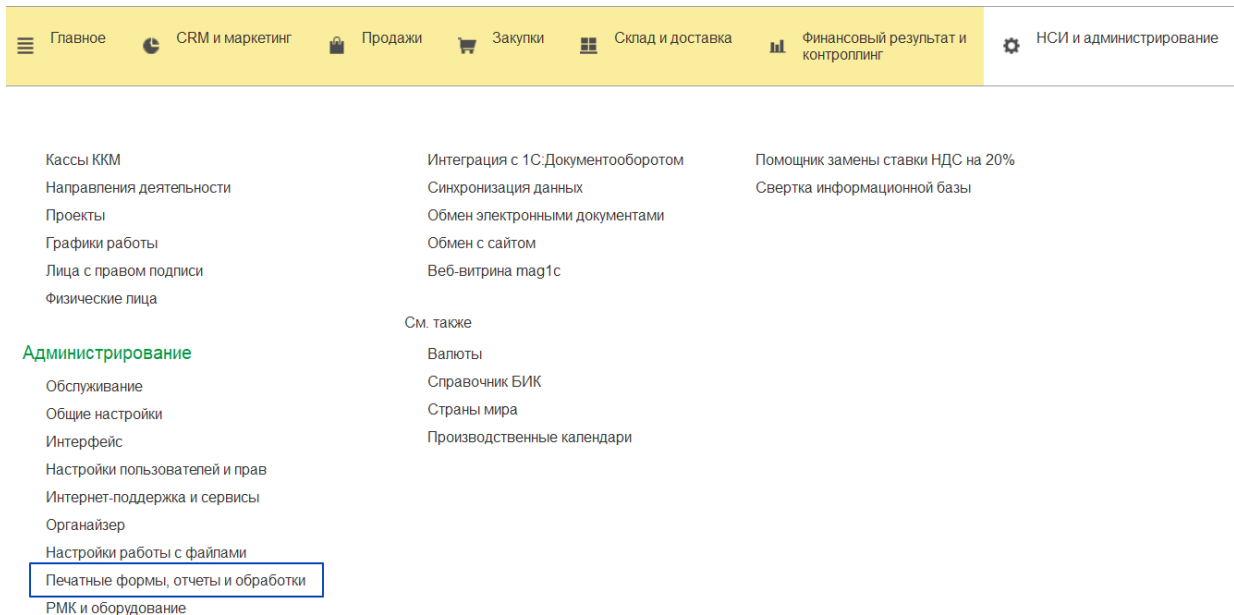 Главное
CRM и маркетинг
Продажи
Закупки
Склад и доставка
Финансовый результат и
контроллинг
НСИ и администрирование
Кассы ККМ
Направления деятельности
Проекты
Графики работы
Лица с правом подписи
Физические лица
Администрирование
Обслуживание
Общие настройки
Интерфейс
Настройки пользователей и прав
Интернет-поддержка и сервисы
Органайзер
Настройки работы с файлами
Печатные формы, отчеты и обработки
РМК и оборудование
Интеграция с 1С:Документооборотом
Синхронизация данных
Обмен электронными документами
Обмен с сайтом
Веб-витрина mag1c
См. также
Валюты
Справочник БИК
Страны мира
Производственные календари
Помощник замены ставки НДС на 20%
Свертка информационной базы